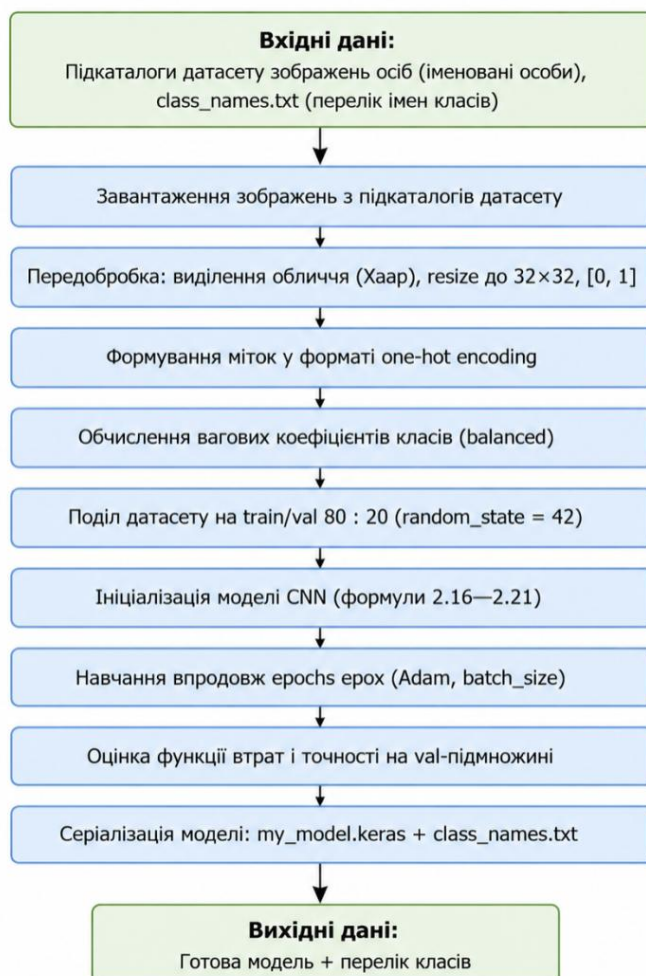 Вхідні дані:
Підкаталоги датасету зображень осіб (іменовані особи),
class_names.txt (перелік імен класів)
Завантаження зображень з підкаталогів датасету
Передобробка: виділення обличчя (Хаар), resize до 32×32, [0, 1]
Формування міток у форматі one-hot encoding
Обчислення вагових коефіцієнтів класів (balanced)
Поділ датасету на train/val 80 : 20 (random_state = 42)
Ініціалізація моделі CNN (формули 2.16—2.21)
Навчання впродовж epochs епох (Adam, batch_size)
Оцінка функції втрат і точності на val-підмножині
Серіалізація моделі: my_model.keras + class_names.txt
Вихідні дані:
Готова модель + перелік класів